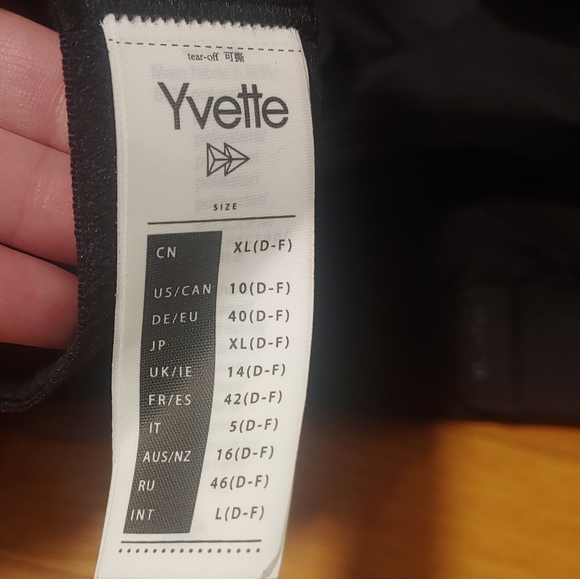 tear-off 可撕
Yvette
SIZE
CN XL(D-F)
US/CAN 10(D-F)
DE/EU 40(D-F)
JP XL(D-F)
UK/IE 14(D-F)
FR/ES 42(D-F)
IT 5(D-F)
AUS/NZ 16(D-F)
RU 46(D-F)
INT L(D-F)